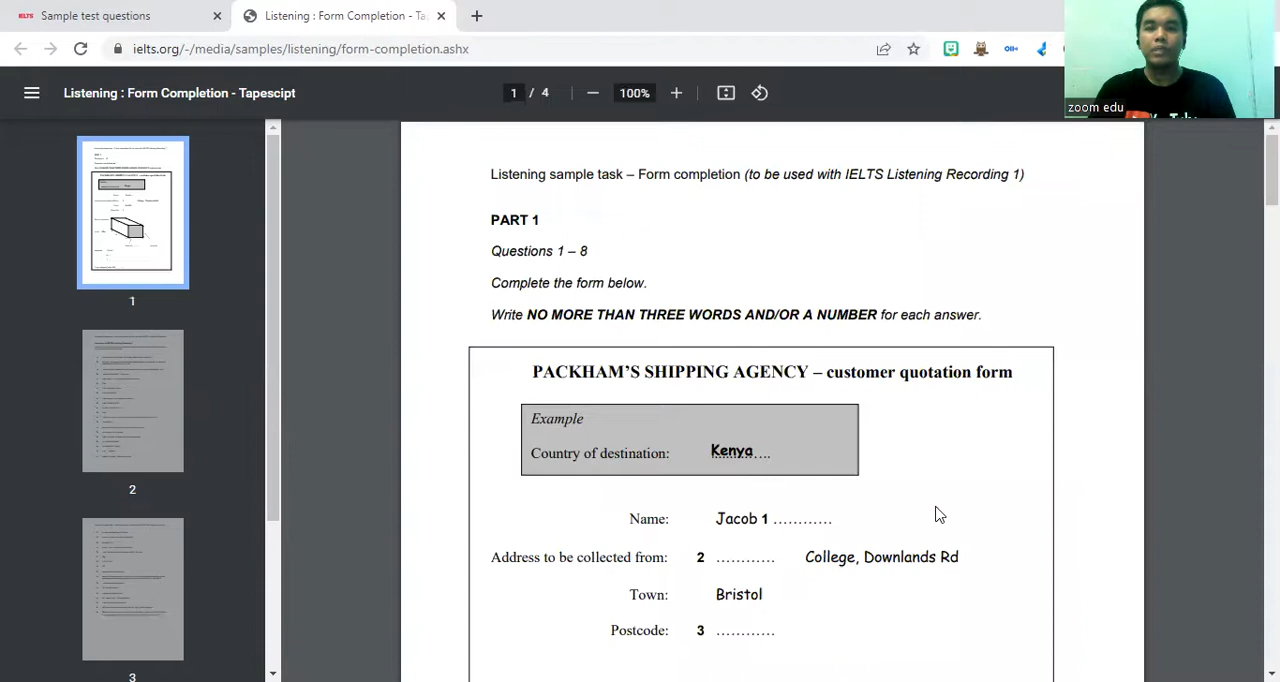 IELTS Sample test questions
Listening : Form Completion - Ta
ielts.org/-/media/samples/listening/form-completion.ashx
Listening : Form Completion - Tapescipt
1 / 4
100%
zoom edu
Listening sample task – Form completion (to be used with IELTS Listening Recording 1)
PART 1
Questions 1 – 8
Complete the form below.
Write NO MORE THAN THREE WORDS AND/OR A NUMBER for each answer.
PACKHAM'S SHIPPING AGENCY – customer quotation form
Example
Country of destination: Kenya ….
Name: Jacob 1 …………
Address to be collected from: 2 ………… College, Downlands Rd
Town: Bristol
Postcode: 3 …………
1
2
3